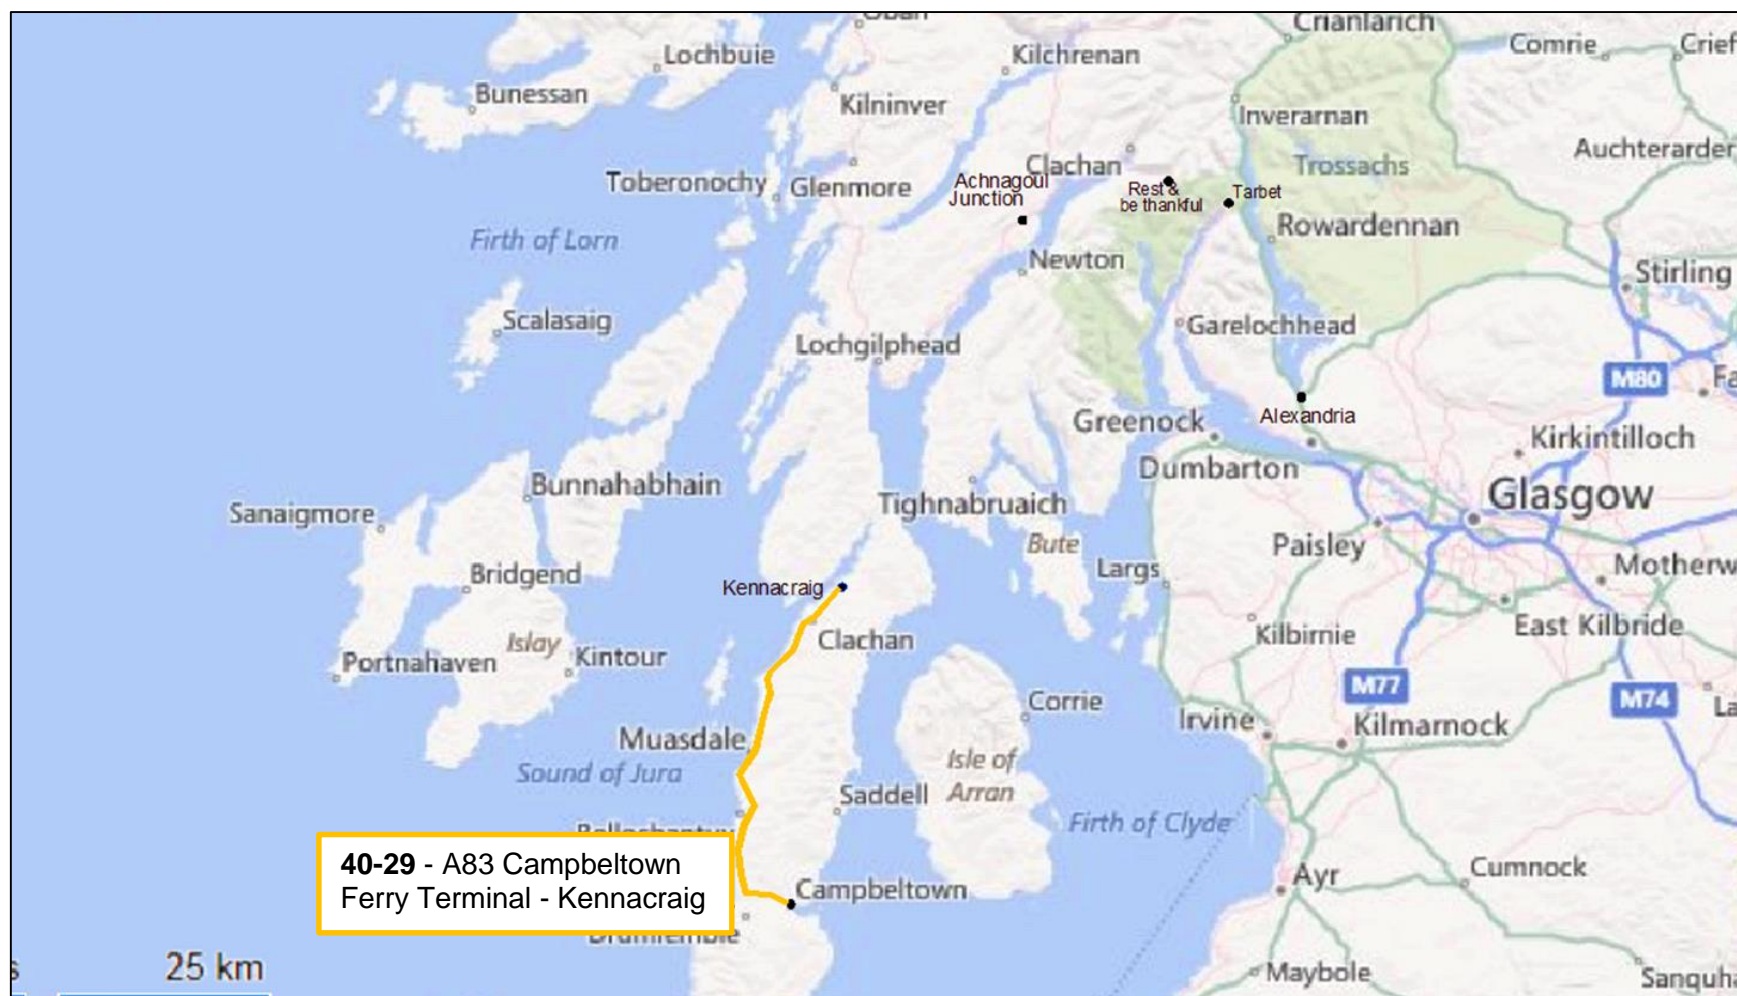 Oban
Crianlarich
Lochbuie
Kilchrenan
Comrie
Bunessan
Kilninver
Inverarnan
Auchterarder
Clachan
Trossachs
Toberonochy
Glenmore
Achnagoul
Junction
Rest &
be thankful
Tarbet
Firth of Lorn
Rowardennan
Newton
Stirling
Scalasaig
Garelochhead
Lochgilphead
M80
Alexandria
Greenock
Kirkintilloch
Dumbarton
Bunnahabhain
Glasgow
Sanaigmore
Tighnabruaich
Bute
Paisley
Largs
Bridgend
Kennacraig
East Kilbride
Kilbirnie
Clachan
Islay
Kintour
Portnahaven
M77
M74
Corrie
Irvine
Kilmarnock
Muasdale
Isle of
Arran
Sound of Jura
Saddell
Firth of Clyde
40-29 - A83 Campbeltown
Ferry Terminal - Kennacraig
Campbeltown
Ayr
Cumnock
25 km
Maybole